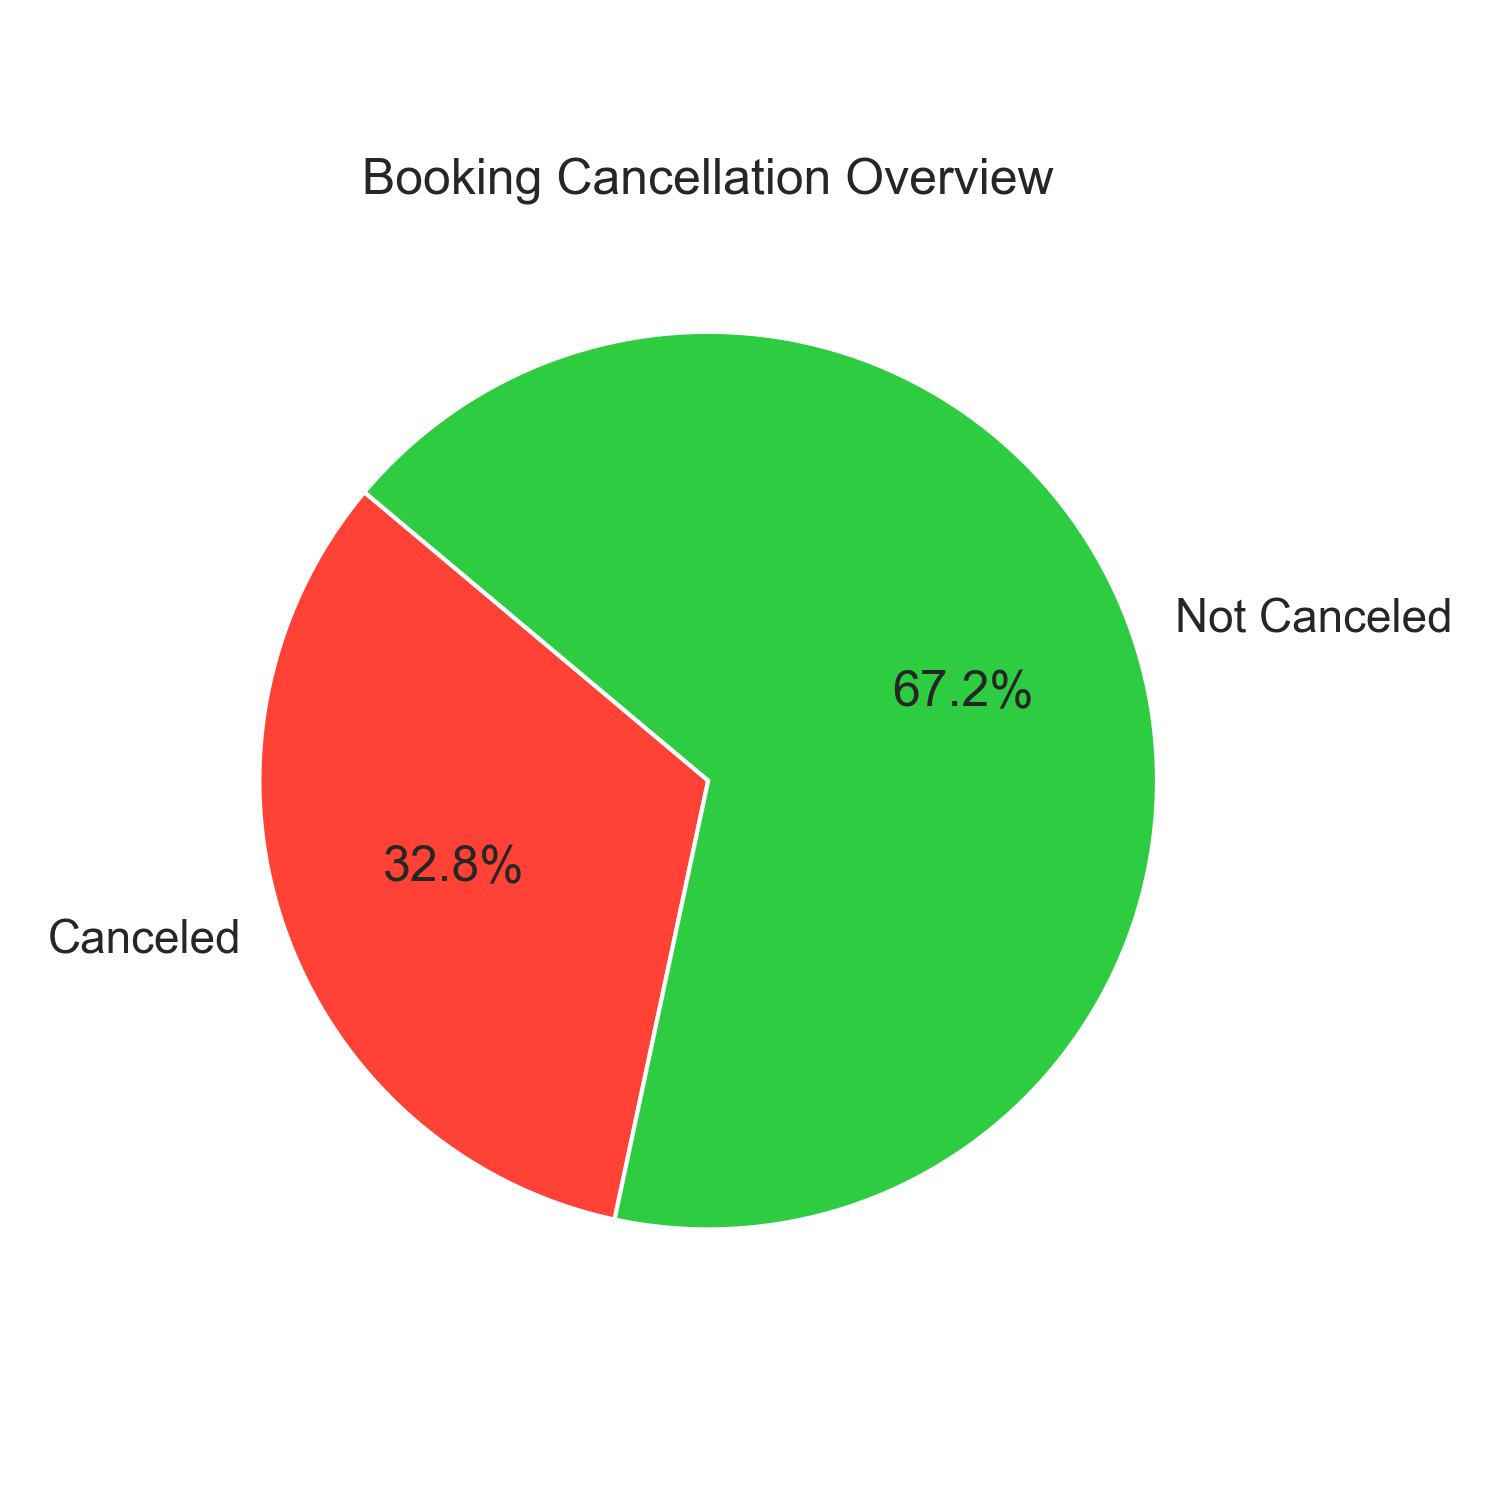 Booking Cancellation Overview
Not Canceled
67.2%
32.8%
Canceled